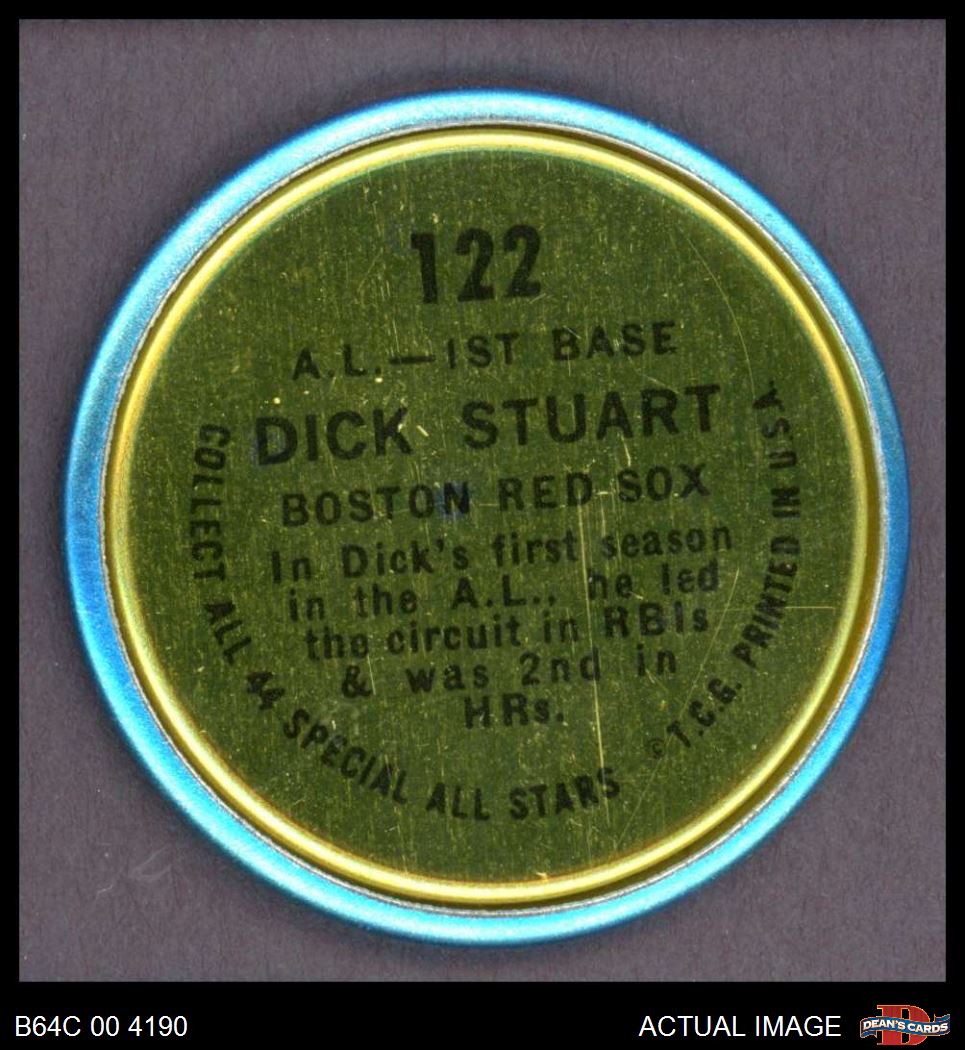 122
A.L.—1ST BASE
DICK STUART
BOSTON RED SOX
In Dick's first season
in the A.L., he led
the circuit in RBIs
& was 2nd in
HRs.
COLLECT ALL 44 SPECIAL ALL STARS
©T.C.G. PRINTED IN U.S.A.
B64C 00 4190
ACTUAL IMAGE
B
DEAN'S CARDS